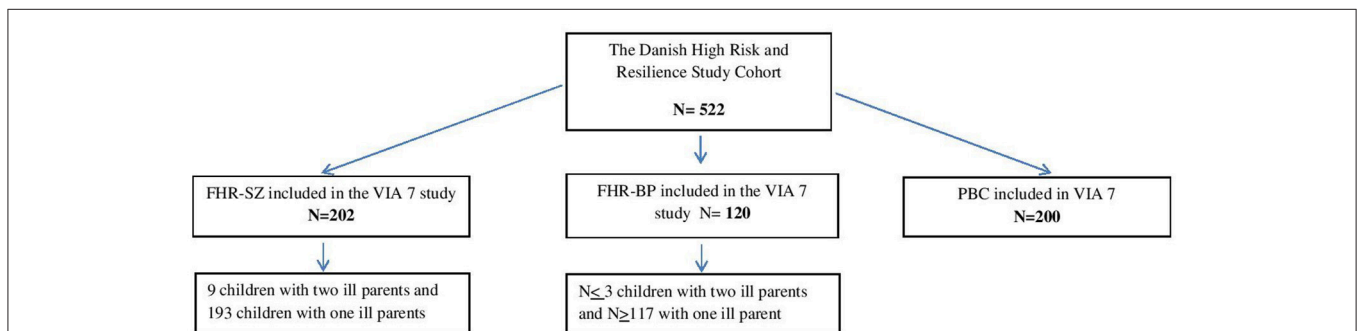 The Danish High Risk and
Resilience Study Cohort
N= 522
FHR-SZ included in the VIA 7 study
N=202
FHR-BP included in the VIA 7
study N= 120
PBC included in VIA 7
N=200
9 children with two ill parents and
193 children with one ill parents
N≤ 3 children with two ill parents
and N≥117 with one ill parent